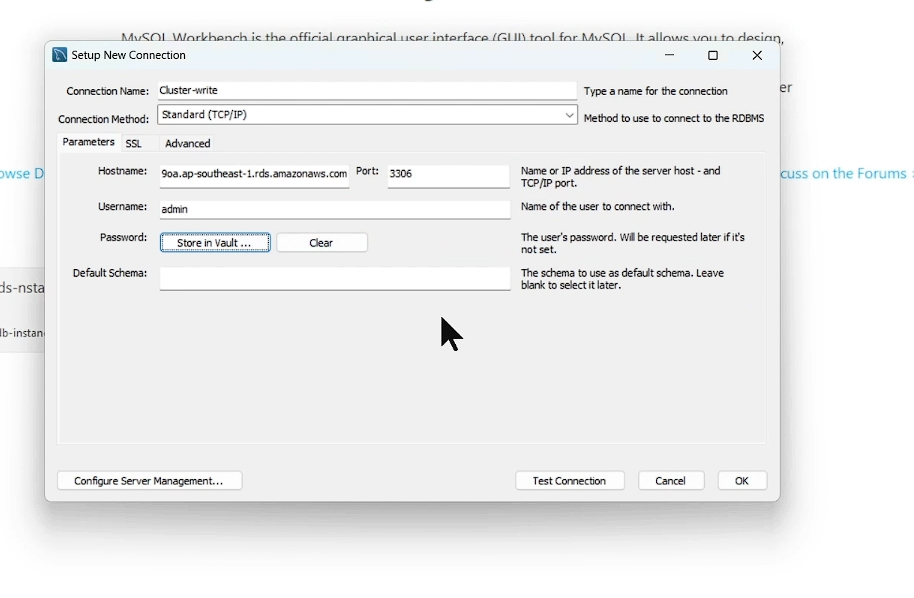 MySQL Workbench is the official graphical user interface (GUI) tool for MySQL. It allows you to design,
Setup New Connection
er
Connection Name: Cluster-write Type a name for the connection
Connection Method: Standard (TCP/IP) Method to use to connect to the RDBMS
Parameters SSL Advanced
owse D
Hostname: 9oa.ap-southeast-1.rds.amazonaws.com Port: 3306 Name or IP address of the server host - and
TCP/IP port.
cuss on the Forums >
Username: admin Name of the user to connect with.
Password: Store in Vault ... Clear The user's password. Will be requested later if it's
not set.
Default Schema: The schema to use as default schema. Leave
blank to select it later.
ds-nsta
db-instan
Configure Server Management... Test Connection Cancel OK